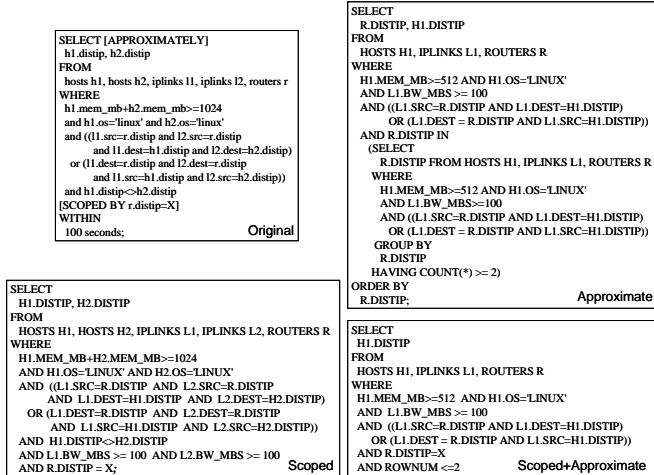 SELECT [APPROXIMATELY]
h1.distip, h2.distip
FROM
hosts h1, hosts h2, iplinks l1, iplinks l2, routers r
WHERE
h1.mem_mb+h2.mem_mb>=1024
and h1.os='linux' and h2.os='linux'
and ((l1.src=r.distip and l2.src=r.distip
and l1.dest=h1.distip and l2.dest=h2.distip)
or (l1.dest=r.distip and l2.dest=r.distip
and l1.src=h1.distip and l2.src=h2.distip))
and h1.distip<>h2.distip
[SCOPED BY r.distip=X]
WITHIN
100 seconds;
Original
SELECT
R.DISTIP, H1.DISTIP
FROM
HOSTS H1, IPLINKS L1, ROUTERS R
WHERE
H1.MEM_MB>=512 AND H1.OS='LINUX'
AND L1.BW_MBS >= 100
AND ((L1.SRC=R.DISTIP AND L1.DEST=H1.DISTIP)
OR (L1.DEST = R.DISTIP AND L1.SRC=H1.DISTIP))
AND R.DISTIP IN
(SELECT
R.DISTIP FROM HOSTS H1, IPLINKS L1, ROUTERS R
WHERE
H1.MEM_MB>=512 AND H1.OS='LINUX'
AND L1.BW_MBS>=100
AND ((L1.SRC=R.DISTIP AND L1.DEST=H1.DISTIP)
OR (L1.DEST = R.DISTIP AND L1.SRC=H1.DISTIP))
GROUP BY
R.DISTIP
HAVING COUNT(*) >= 2)
ORDER BY
R.DISTIP;
Approximate
SELECT
H1.DISTIP, H2.DISTIP
FROM
HOSTS H1, HOSTS H2, IPLINKS L1, IPLINKS L2, ROUTERS R
WHERE
H1.MEM_MB+H2.MEM_MB>=1024
AND H1.OS='LINUX' AND H2.OS='LINUX'
AND ((L1.SRC=R.DISTIP AND L2.SRC=R.DISTIP
AND L1.DEST=H1.DISTIP AND L2.DEST=H2.DISTIP)
OR (L1.DEST=R.DISTIP AND L2.DEST=R.DISTIP
AND L1.SRC=H1.DISTIP AND L2.SRC=H2.DISTIP))
AND H1.DISTIP<>H2.DISTIP
AND L1.BW_MBS >= 100 AND L2.BW_MBS >= 100
AND R.DISTIP = X;
Scoped
SELECT
H1.DISTIP
FROM
HOSTS H1, IPLINKS L1, ROUTERS R
WHERE
H1.MEM_MB>=512 AND H1.OS='LINUX'
AND L1.BW_MBS >= 100
AND ((L1.SRC=R.DISTIP AND L1.DEST=H1.DISTIP)
OR (L1.DEST = R.DISTIP AND L1.SRC=H1.DISTIP))
AND R.DISTIP=X
AND ROWNUM <=2
Scoped+Approximate